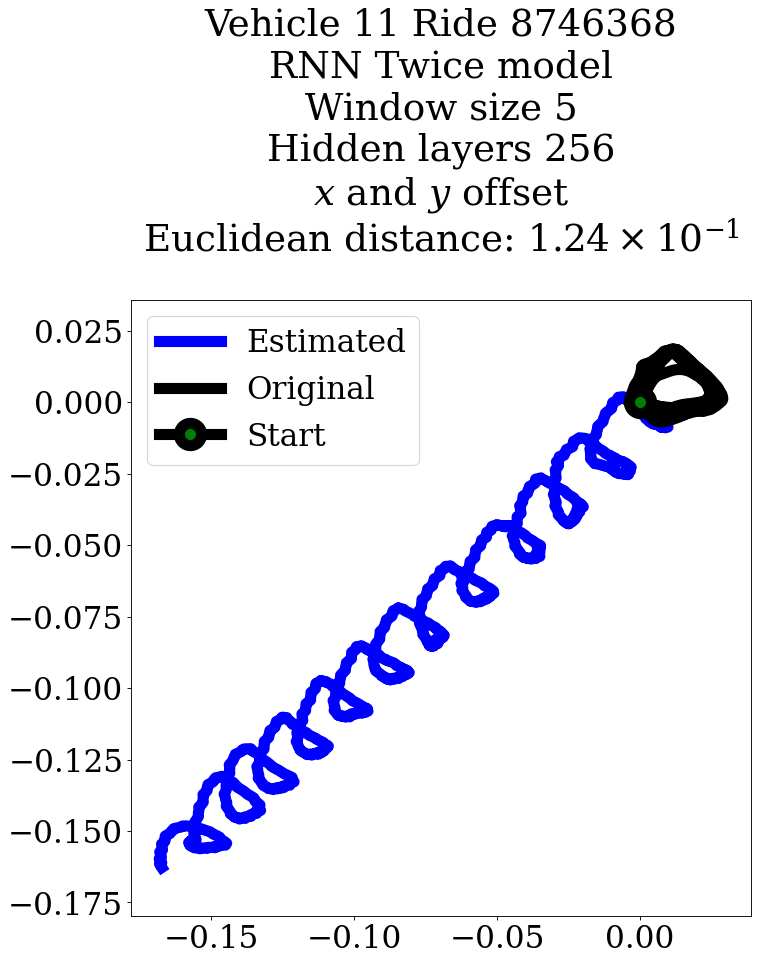 Vehicle 11 Ride 8746368
RNN Twice model
Window size 5
Hidden layers 256
x and y offset
Euclidean distance: 1.24 × 10⁻¹
Estimated
Original
Start
0.025
0.000
−0.025
−0.050
−0.075
−0.100
−0.125
−0.150
−0.175
−0.15 −0.10 −0.05 0.00